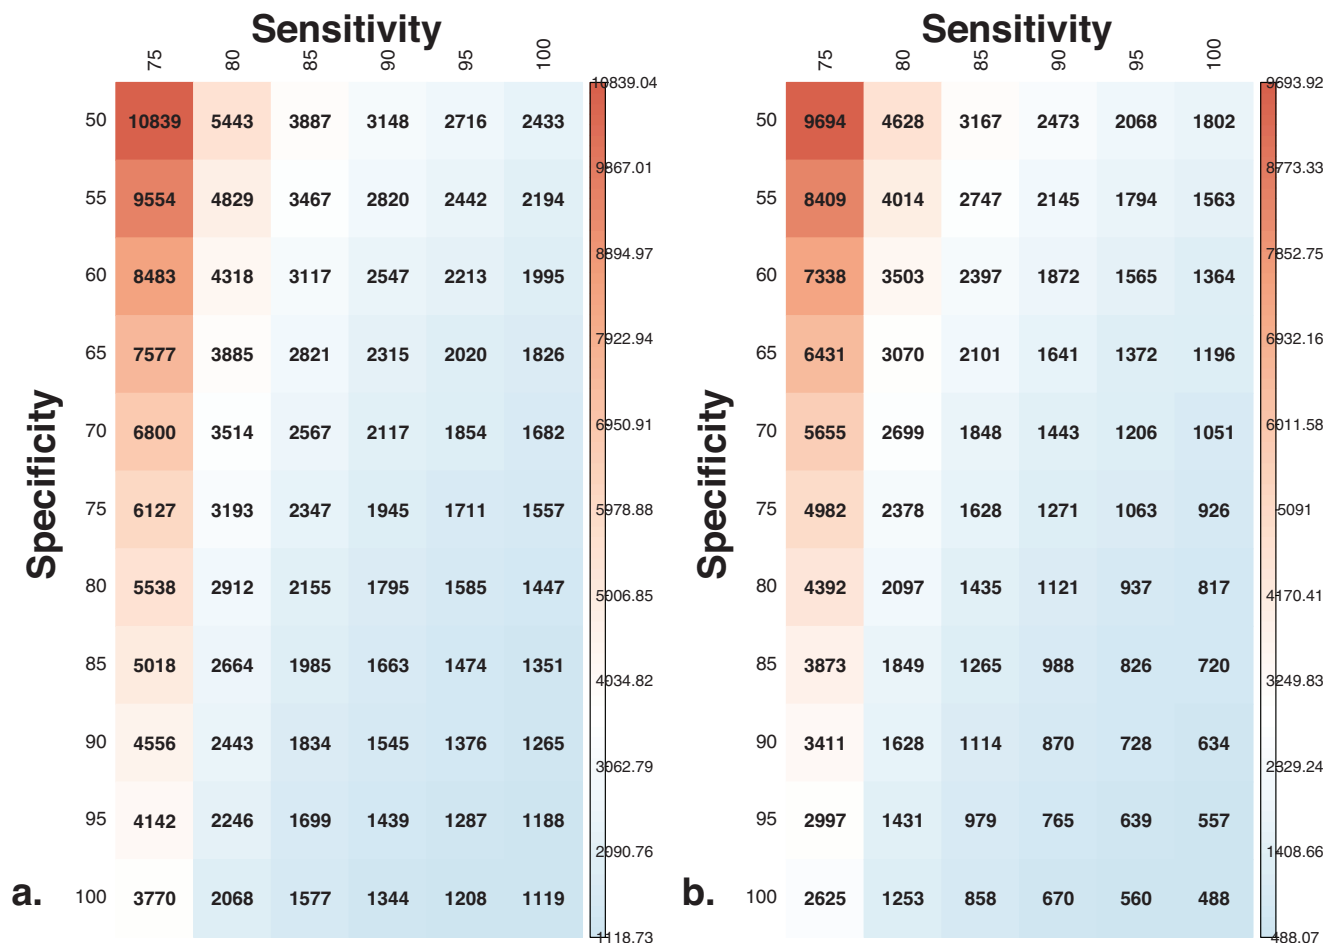 Sensitivity
75 80 85 90 95 100
50 10839 5443 3887 3148 2716 2433
55 9554 4829 3467 2820 2442 2194
60 8483 4318 3117 2547 2213 1995
65 7577 3885 2821 2315 2020 1826
70 6800 3514 2567 2117 1854 1682
75 6127 3193 2347 1945 1711 1557
80 5538 2912 2155 1795 1585 1447
85 5018 2664 1985 1663 1474 1351
90 4556 2443 1834 1545 1376 1265
95 4142 2246 1699 1439 1287 1188
100 3770 2068 1577 1344 1208 1119
Specificity
10839.04
9867.01
8894.97
7922.94
6950.91
5978.88
5006.85
4034.82
3062.79
2090.76
1118.73
a.
Sensitivity
75 80 85 90 95 100
50 9694 4628 3167 2473 2068 1802
55 8409 4014 2747 2145 1794 1563
60 7338 3503 2397 1872 1565 1364
65 6431 3070 2101 1641 1372 1196
70 5655 2699 1848 1443 1206 1051
75 4982 2378 1628 1271 1063 926
80 4392 2097 1435 1121 937 817
85 3873 1849 1265 988 826 720
90 3411 1628 1114 870 728 634
95 2997 1431 979 765 639 557
100 2625 1253 858 670 560 488
Specificity
9693.92
8773.33
7852.75
6932.16
6011.58
5091
4170.41
3249.83
2329.24
1408.66
488.07
b.